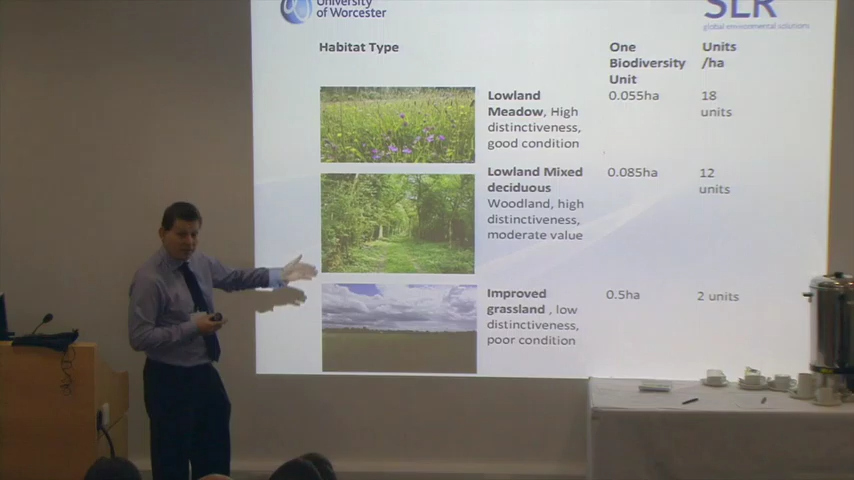 University
of Worcester
SLR
global environmental solutions
Habitat Type
One
Biodiversity
Unit
Units
/ha
Lowland
Meadow, High
distinctiveness,
good condition
0.055ha
18
units
Lowland Mixed
deciduous
Woodland, high
distinctiveness,
moderate value
0.085ha
12
units
Improved
grassland , low
distinctiveness,
poor condition
0.5ha
2 units